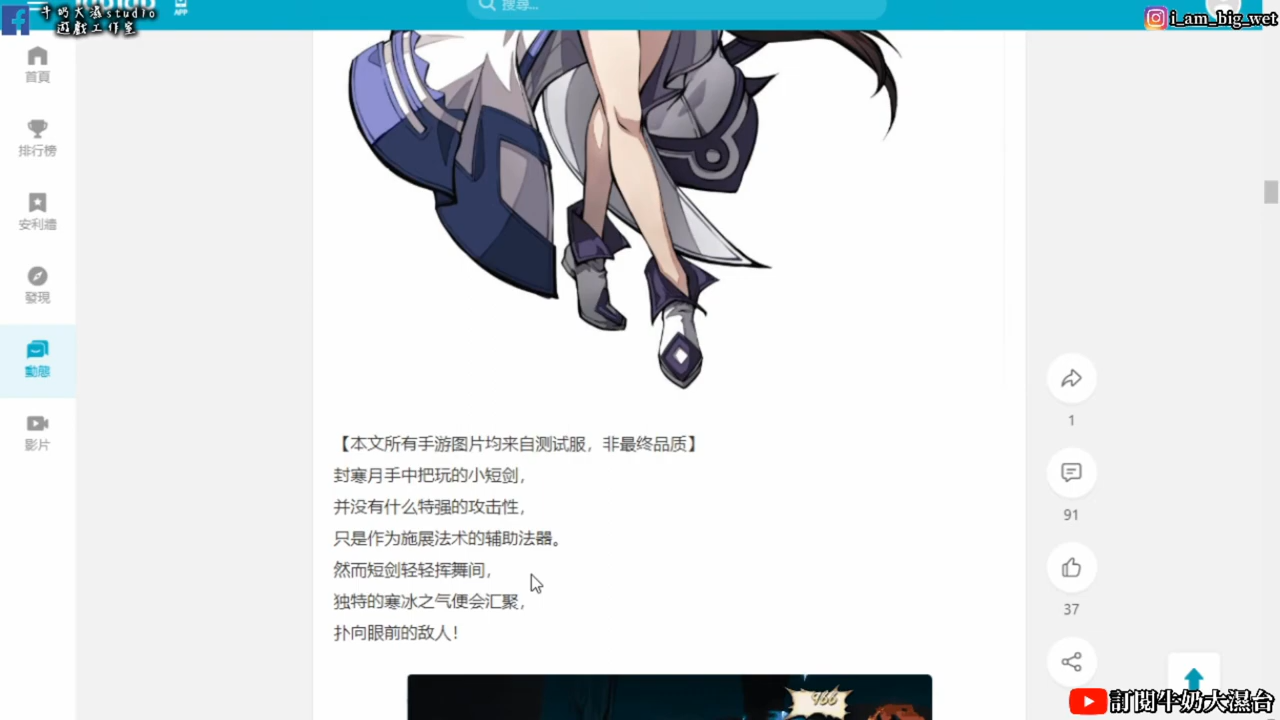 牛奶大濕studio
遊戲工作室
搜尋...
i_am_big_wet
首頁
排行榜
安利牆
發現
動態
影片
【本文所有手游图片均来自测试服，非最终品质】
封寒月手中把玩的小短剑，
并没有什么特强的攻击性，
只是作为施展法术的辅助法器。
然而短剑轻轻挥舞间，
独特的寒冰之气便会汇聚，
扑向眼前的敌人！
1
91
37
966
訂閱牛奶大濕台